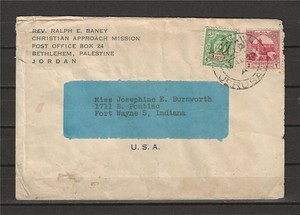 REV. RALPH E. BANEY
CHRISTIAN APPROACH MISSION
POST OFFICE BOX 24
BETHLEHEM, PALESTINE
JORDAN
Miss Josephine E. Burnworth
1711 E. Pontiac
Fort Wayne 5, Indiana
U.S.A.